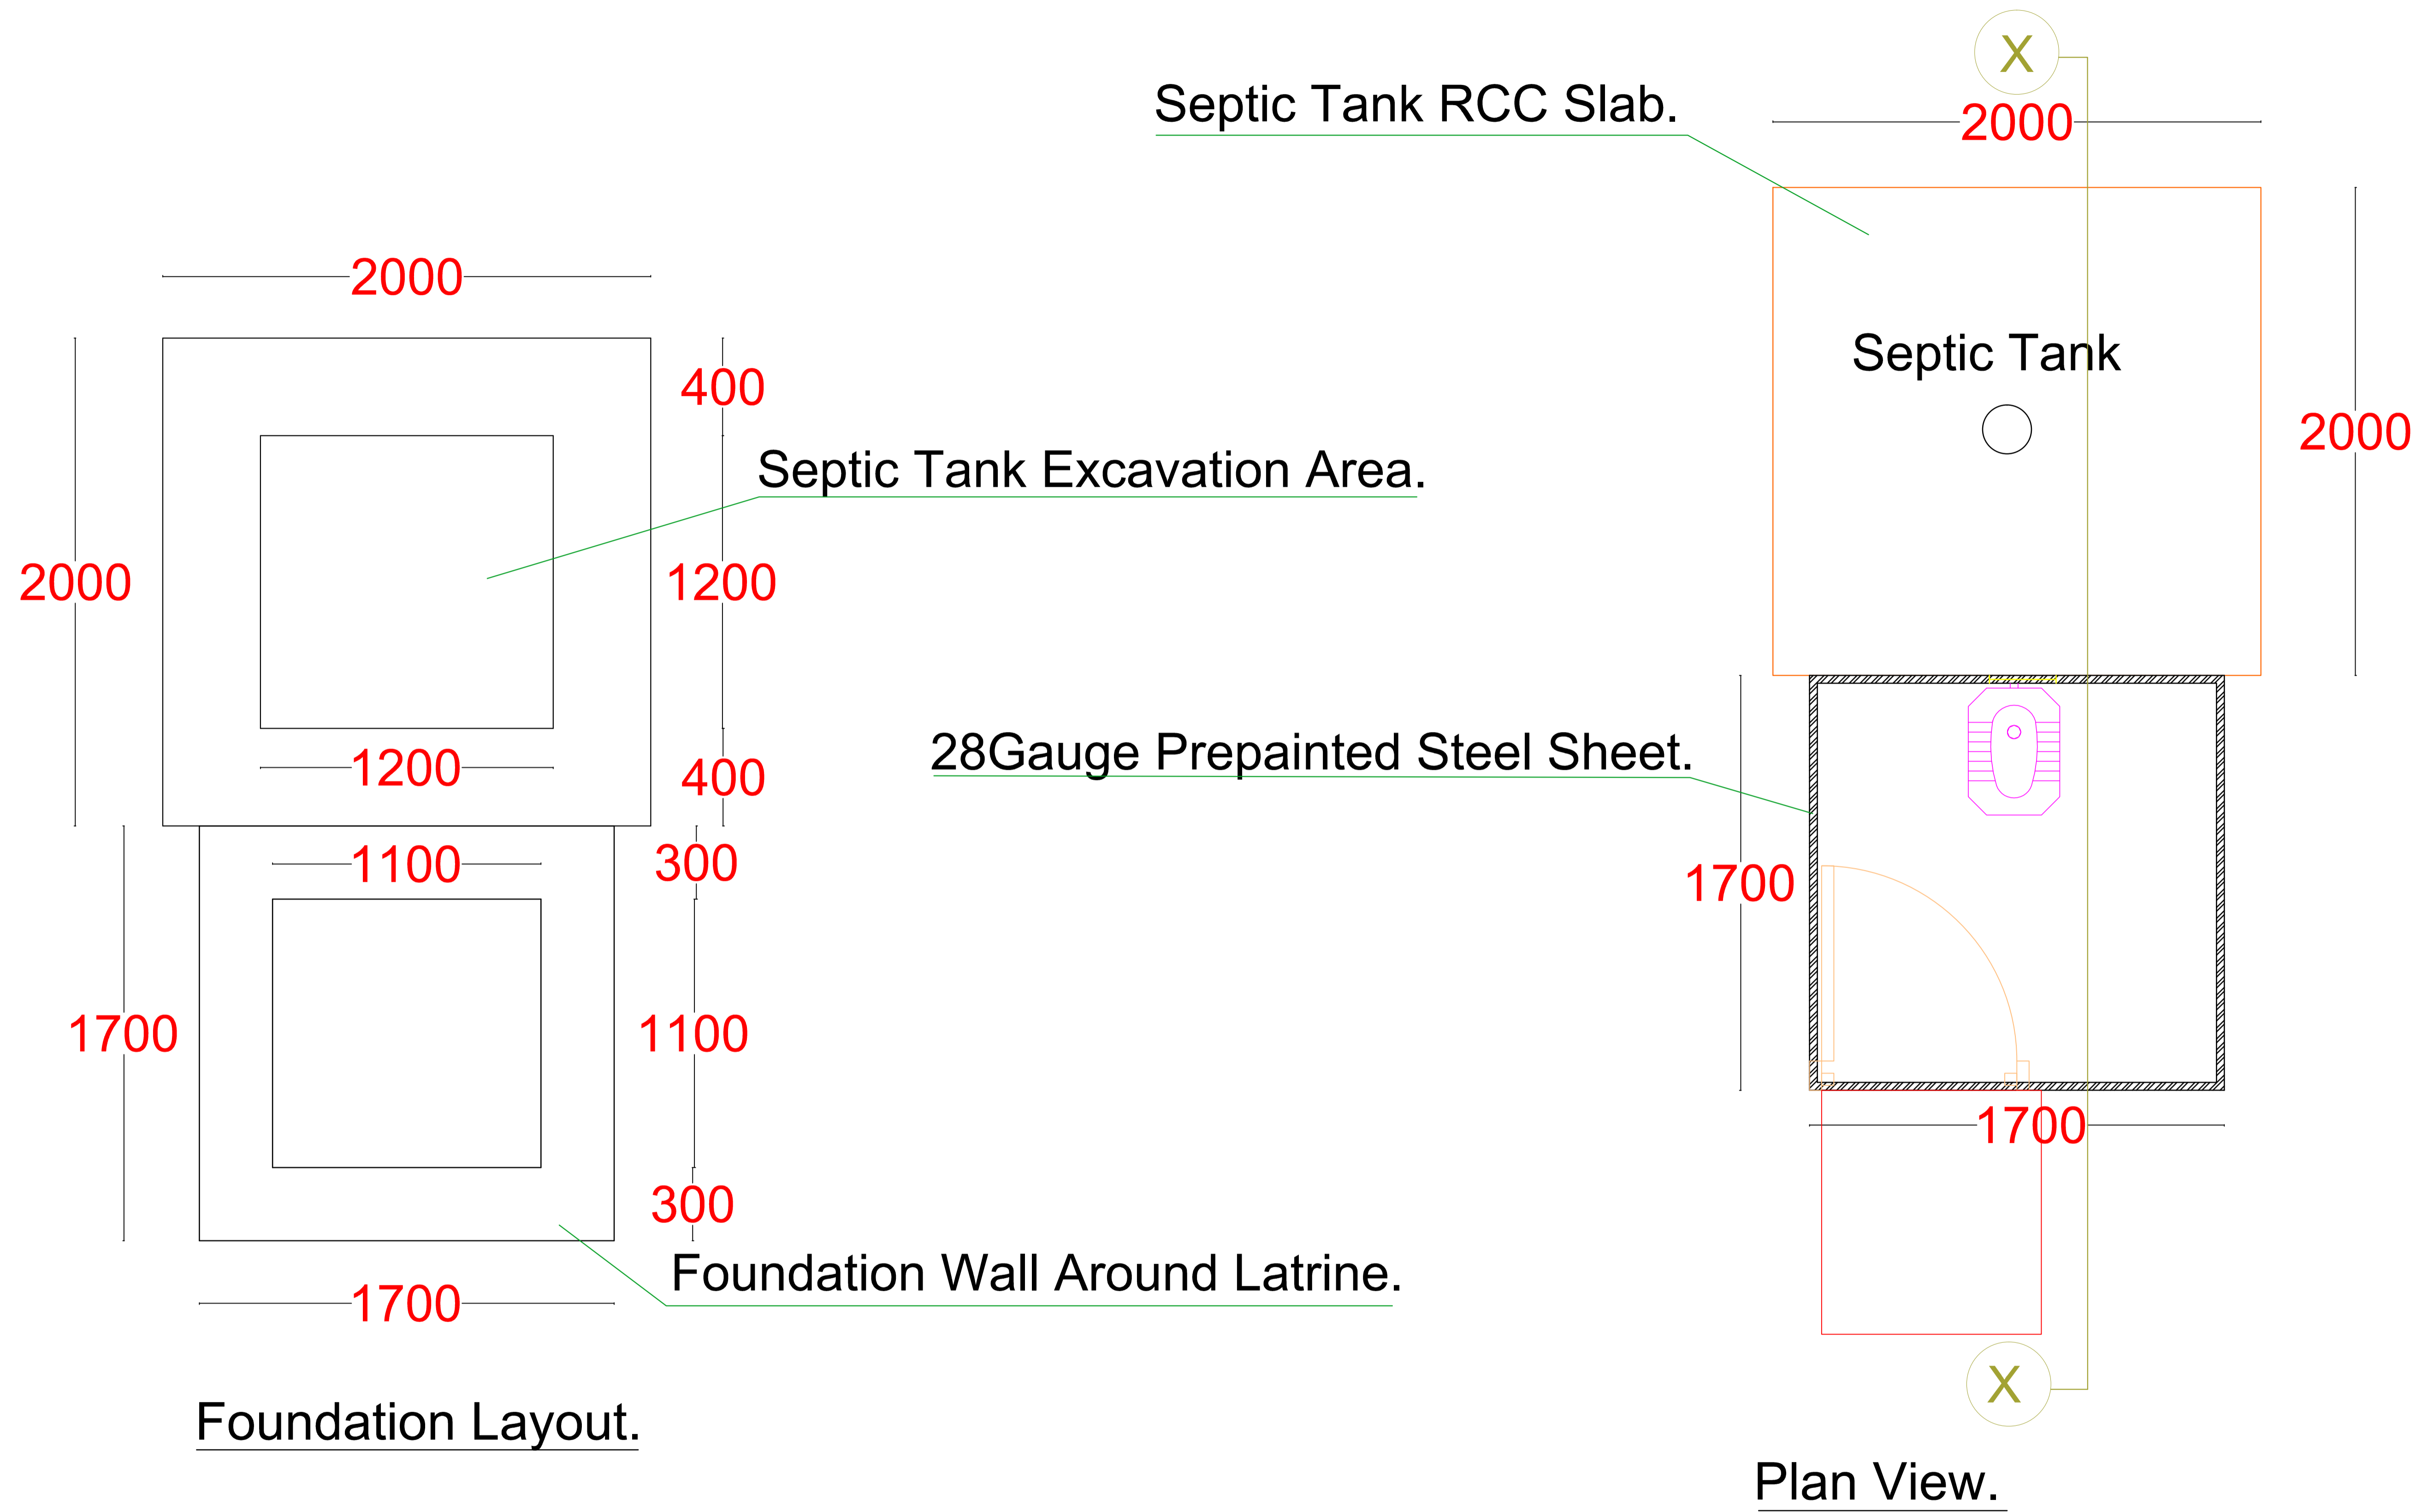 2000
2000
400
Septic Tank Excavation Area.
1200
1200
400
1100
300
1700
1100
300
Foundation Wall Around Latrine.
1700
Foundation Layout.
X
Septic Tank RCC Slab.
2000
Septic Tank
2000
28Gauge Prepainted Steel Sheet.
1700
1700
X
Plan View.